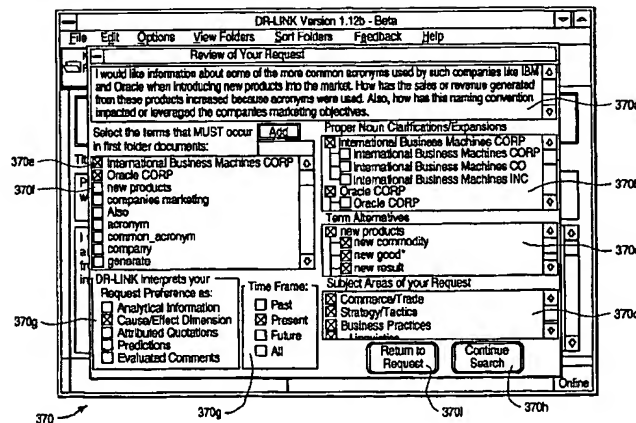 DR-LINK Version 1.12b - Beta
File Edit Options View Folders Sort Folders Feedback Help
Review of Your Request
I would like information about some of the more common acronyms used by such companies like IBM
and Oracle when introducing new products into the market. How has the sales or revenue generated
from these products increased because acronyms were used. Also, how has this naming convention
impacted or leveraged the companies marketing objectives.
370a
Select the terms that MUST occur Add
in first folder documents:
370e
International Business Machines CORP
370f
Oracle CORP
new products
companies marketing
Also
acronym
common_acronym
company
generate
Proper Noun Clarifications/Expansions
International Business Machines CORP
International Business Machines CORP
International Business Machines CO
International Business Machines INC
Oracle CORP
Oracle CORP
370b
Term Alternatives
new products
new commodity
new good*
new result
370c
DR-LINK Interprets your
Request Preference as:
Analytical Information
Cause/Effect Dimension
Attributed Quotations
Predictions
Evaluated Comments
370g
Time Frame:
Past
Present
Future
All
Subject Areas of your Request
Commerce/Trade
Strategy/Tactics
Business Practices
Linguistics
370d
Return to
Request
Continue
Search
Online
370
370g
370i
370h